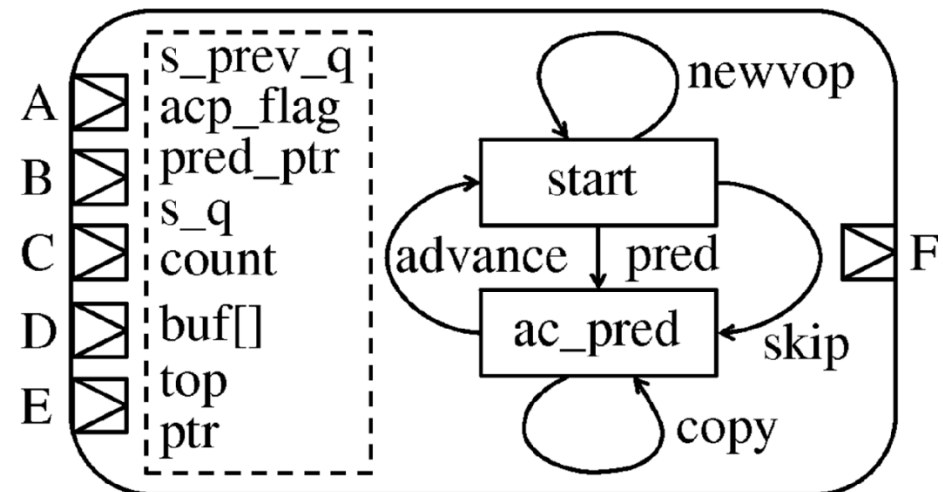 A
B
C
D
E
s_prev_q
acp_flag
pred_ptr
s_q
count
buf[]
top
ptr
newvop
start
advance
pred
ac_pred
skip
copy
F